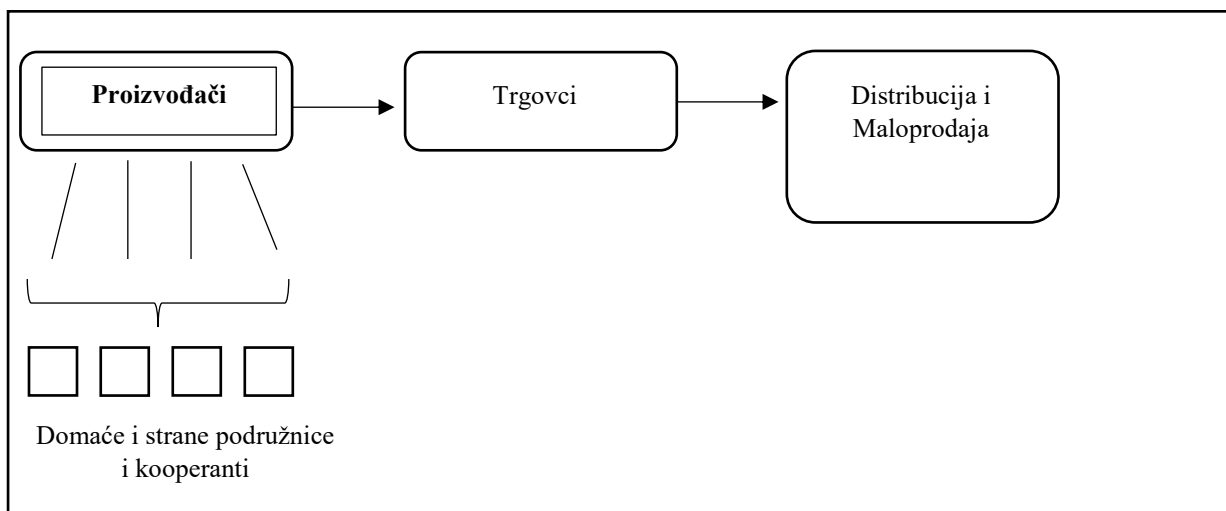 Proizvođači
Trgovci
Distribucija i
Maloprodaja
Domaće i strane podružnice
i kooperanti